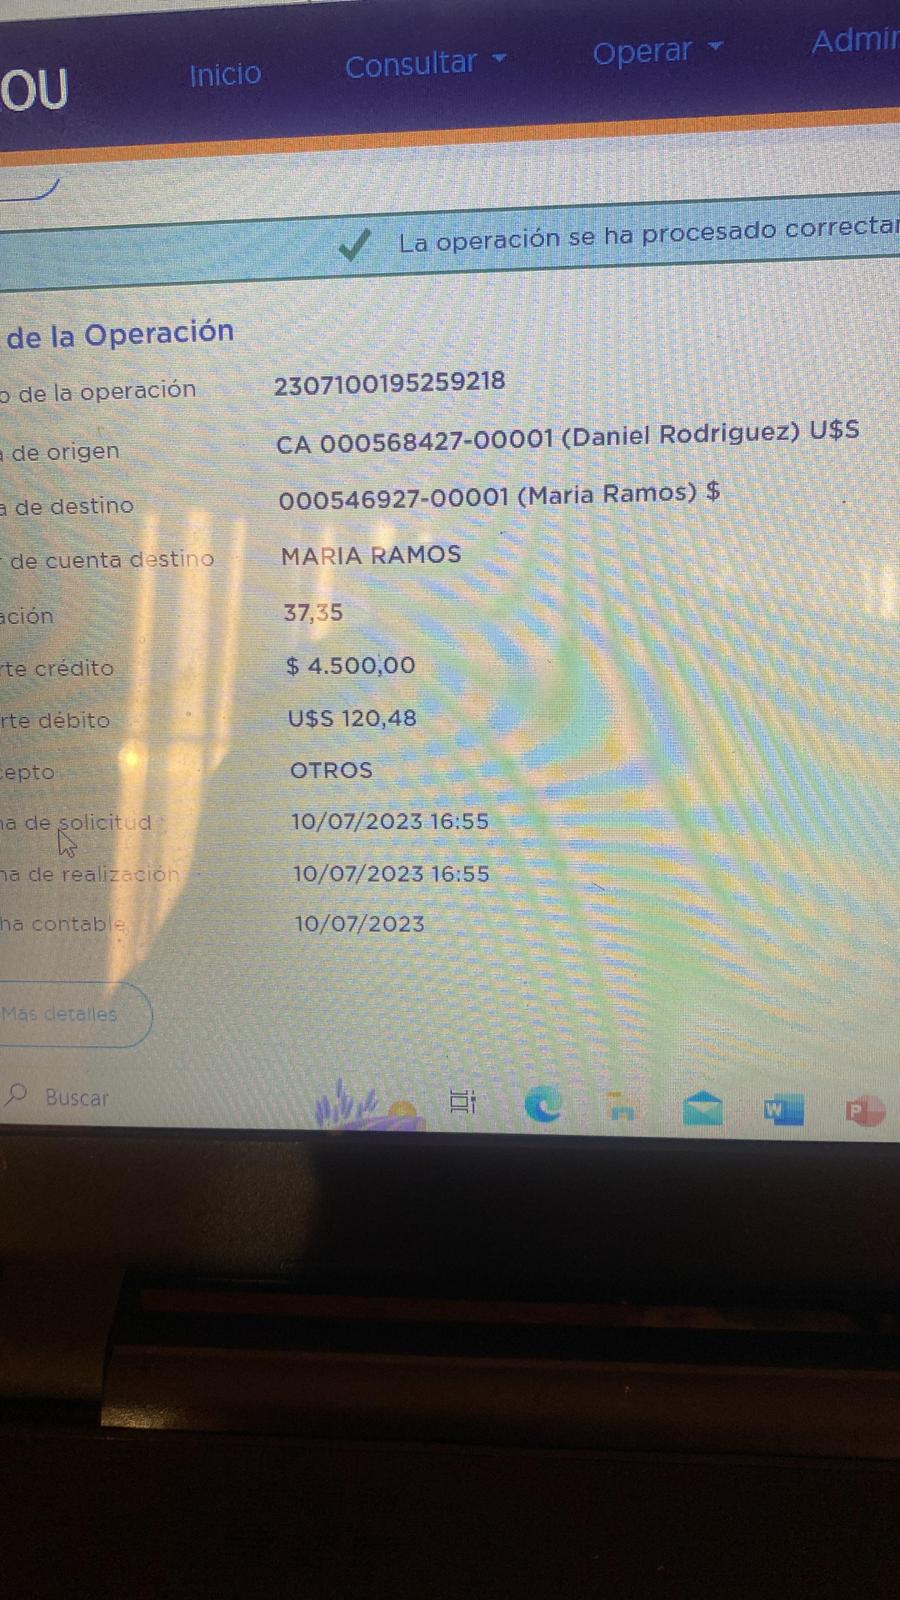 OU Inicio Consultar Operar Admin
La operación se ha procesado correctar
de la Operación
o de la operación 2307100195259218
a de origen CA 000568427-00001 (Daniel Rodriguez) U$S
a de destino 000546927-00001 (Maria Ramos) $
r de cuenta destino MARIA RAMOS
ación 37,35
rte crédito $ 4.500,00
rte débito U$S 120,48
cepto OTROS
na de solicitud 10/07/2023 16:55
na de realización 10/07/2023 16:55
ha contable 10/07/2023
Más detalles
Buscar
W
P